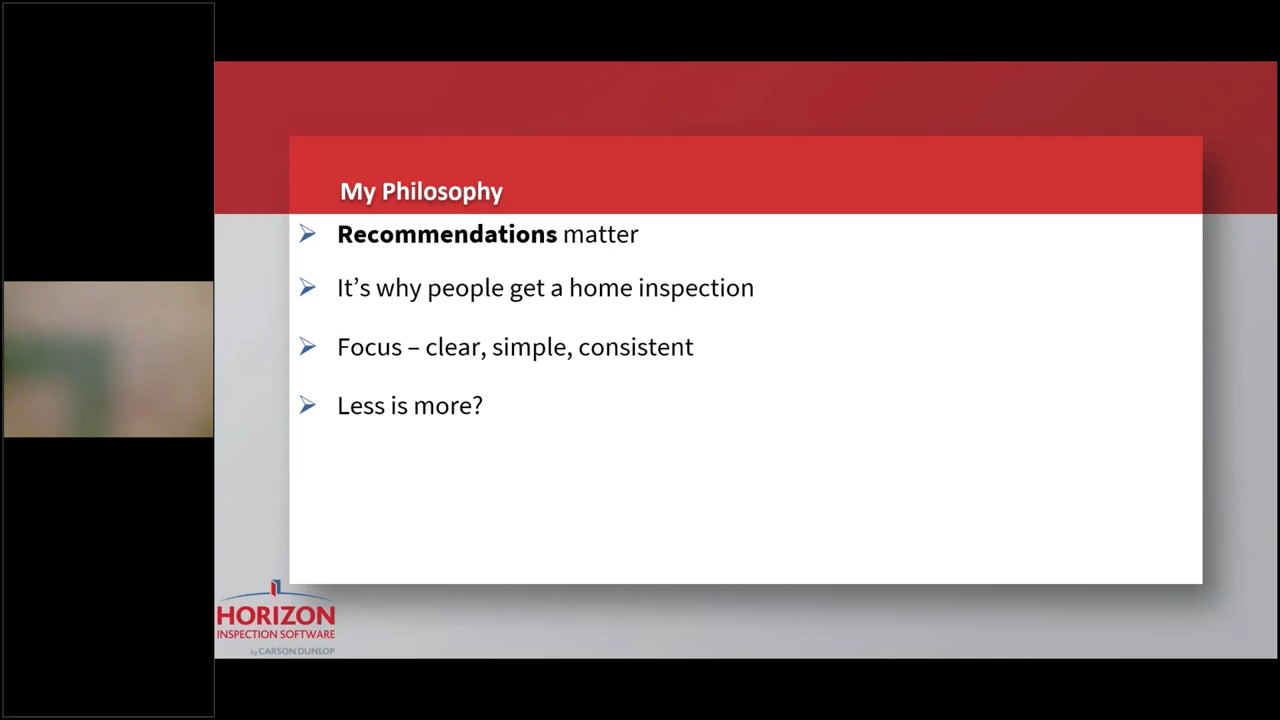 My Philosophy
Recommendations matter
It's why people get a home inspection
Focus – clear, simple, consistent
Less is more?
HORIZON
INSPECTION SOFTWARE
by CARSON DUNLOP